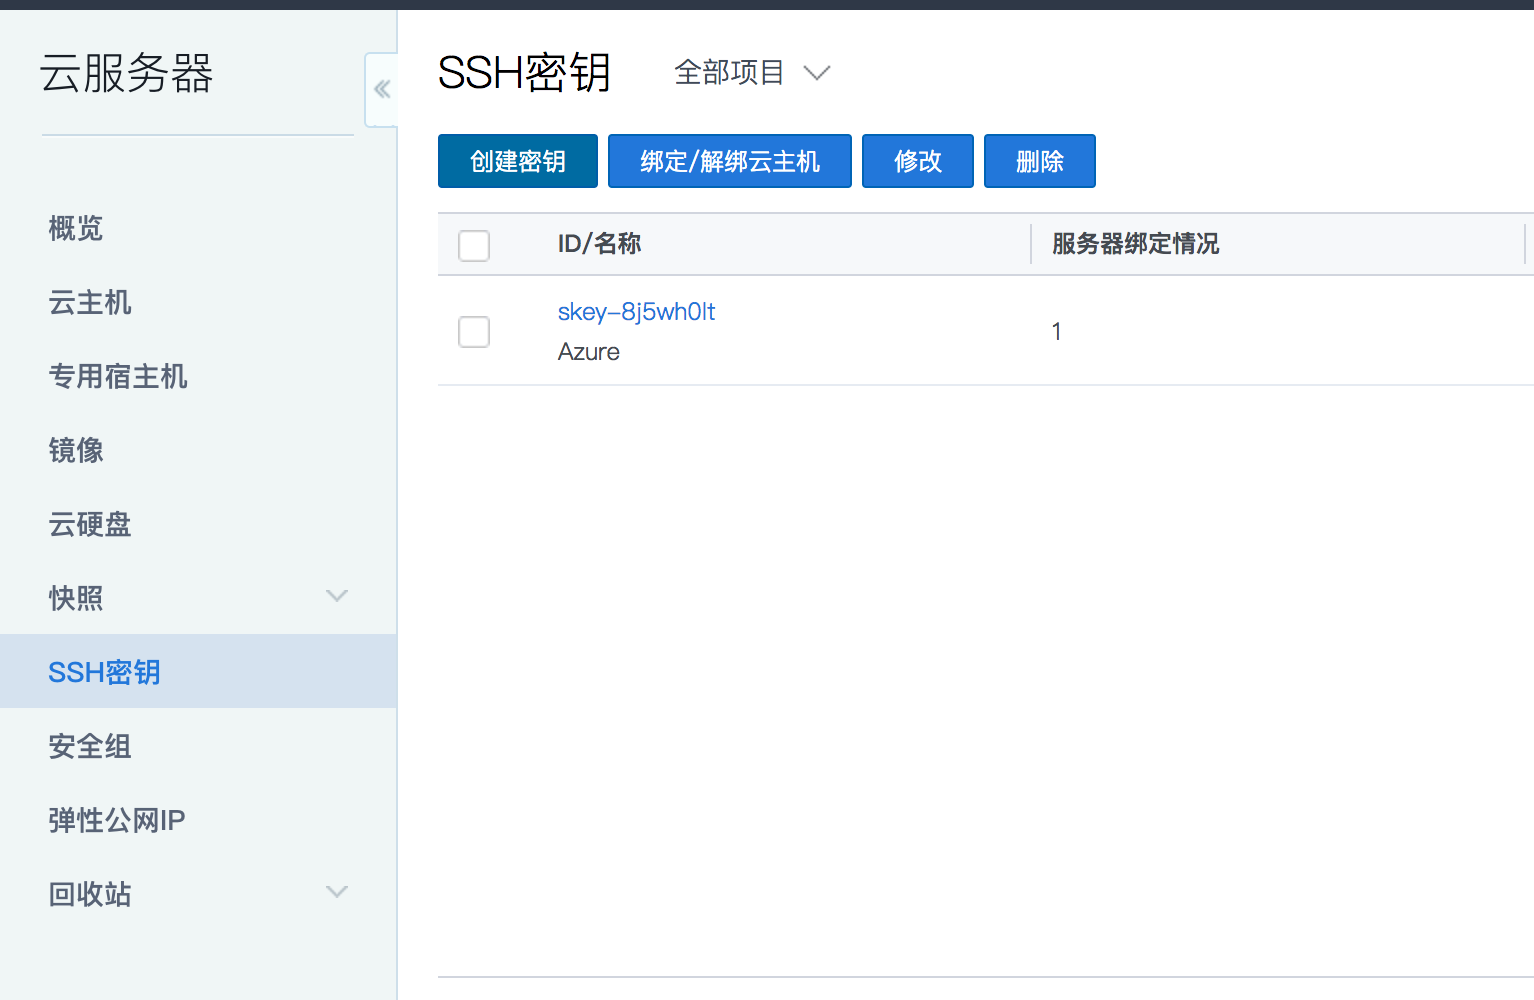 云服务器
概览
云主机
专用宿主机
镜像
云硬盘
快照
SSH密钥
安全组
弹性公网IP
回收站
SSH密钥 全部项目
创建密钥 绑定/解绑云主机 修改 删除
ID/名称 服务器绑定情况
skey-8j5wh0lt
Azure
1